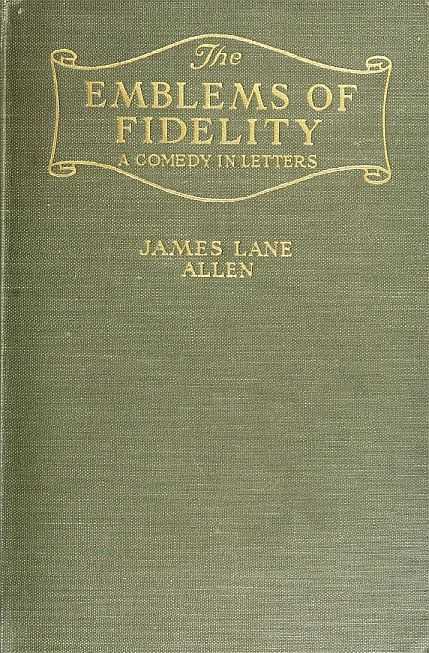 The
EMBLEMS OF
FIDELITY
A COMEDY IN LETTERS
JAMES LANE
ALLEN